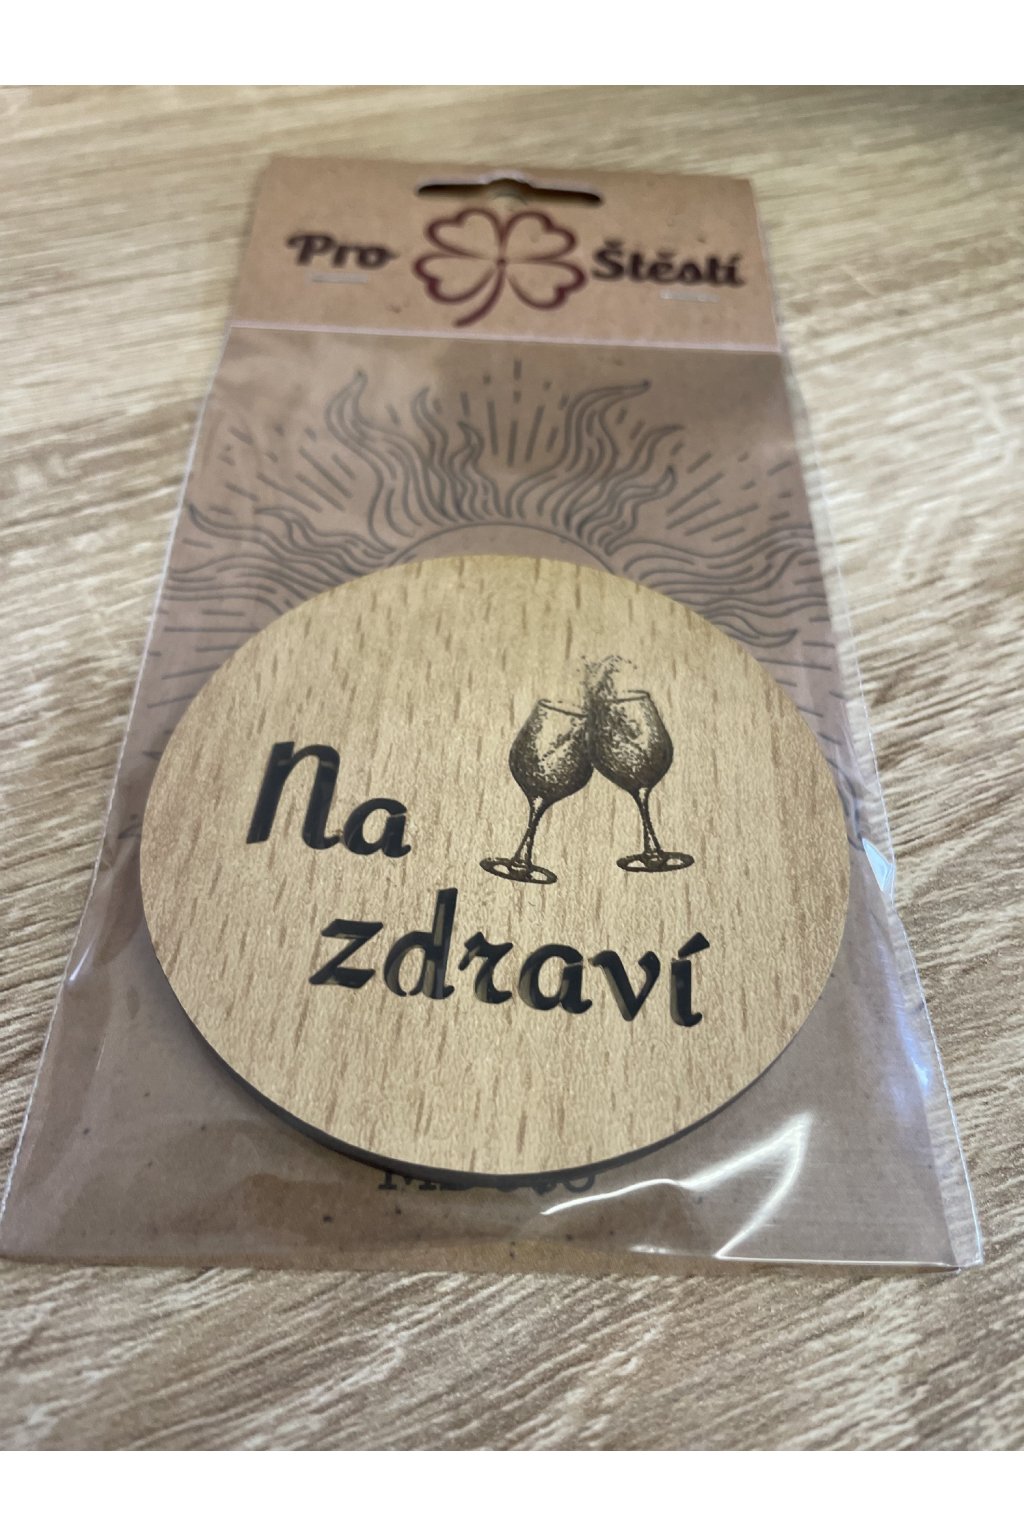 Pro Štěstí
Na
zdraví